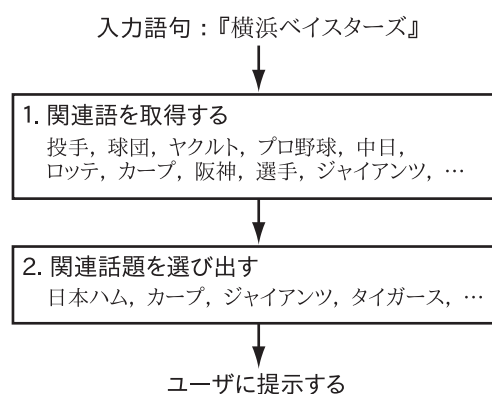 入力語句：『横浜ベイスターズ』
1. 関連語を取得する
投手, 球団, ヤクルト, プロ野球, 中日,
ロッテ, カープ, 阪神, 選手, ジャイアンツ, …
2. 関連話題を選び出す
日本ハム, カープ, ジャイアンツ, タイガース, …
ユーザに提示する